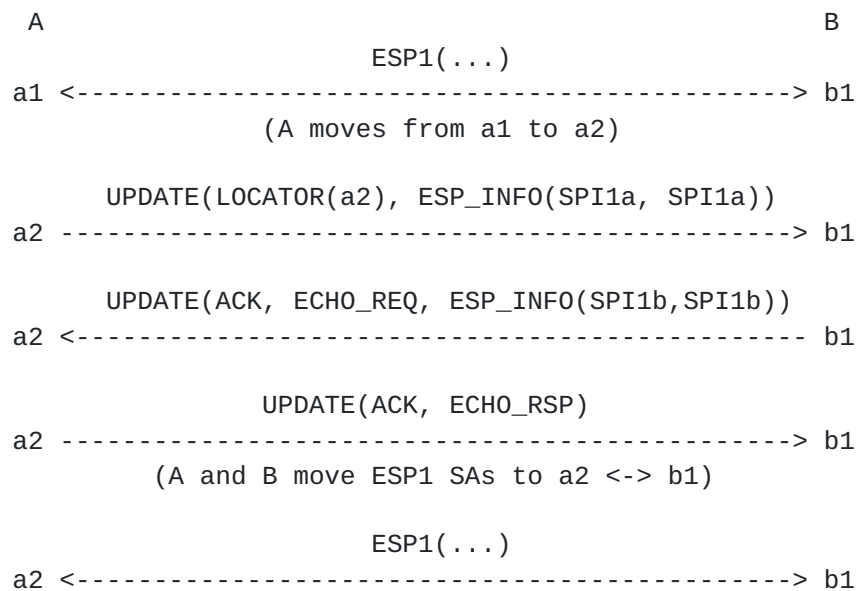 A                                                   B
                      ESP1(...)
a1 <-----------------------------------------------> b1
               (A moves from a1 to a2)
     UPDATE(LOCATOR(a2), ESP_INFO(SPI1a, SPI1a))
a2 ------------------------------------------------> b1
     UPDATE(ACK, ECHO_REQ, ESP_INFO(SPI1b,SPI1b))
a2 <------------------------------------------------ b1
               UPDATE(ACK, ECHO_RSP)
a2 ------------------------------------------------> b1
        (A and B move ESP1 SAs to a2 <-> b1)
                      ESP1(...)
a2 <-----------------------------------------------> b1